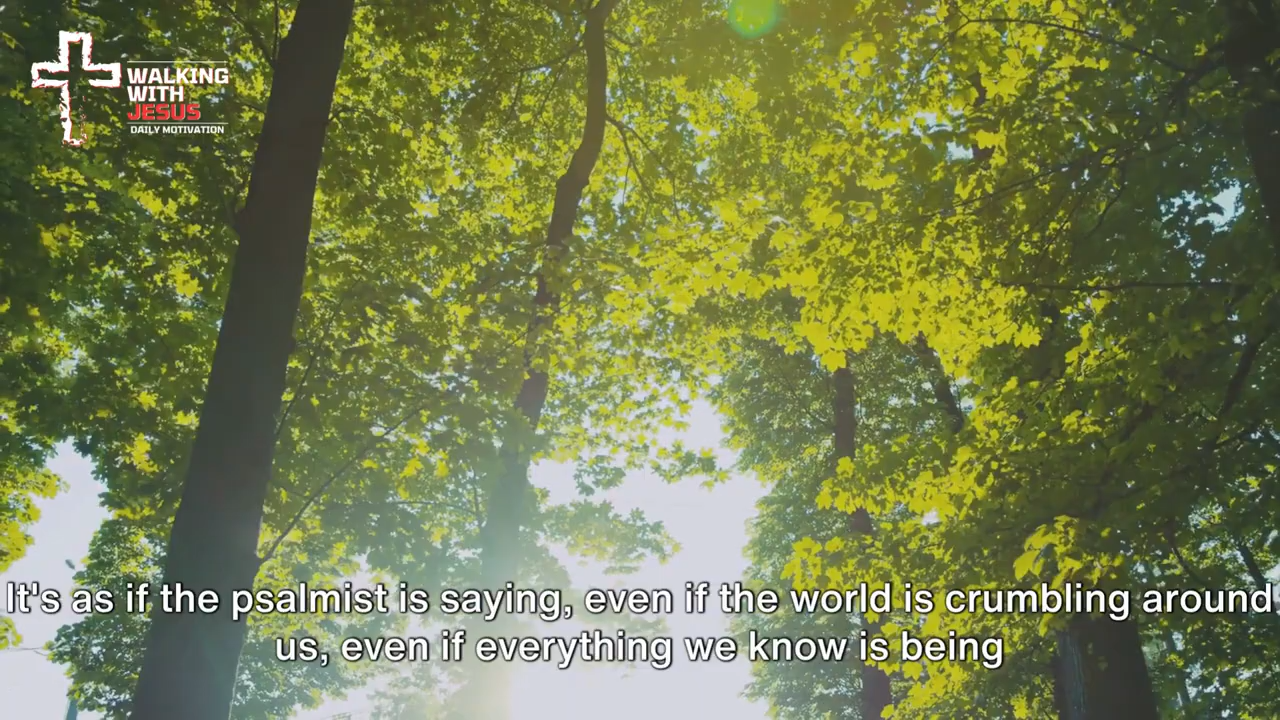 WALKING
WITH
JESUS
DAILY MOTIVATION
It's as if the psalmist is saying, even if the world is crumbling around
us, even if everything we know is being